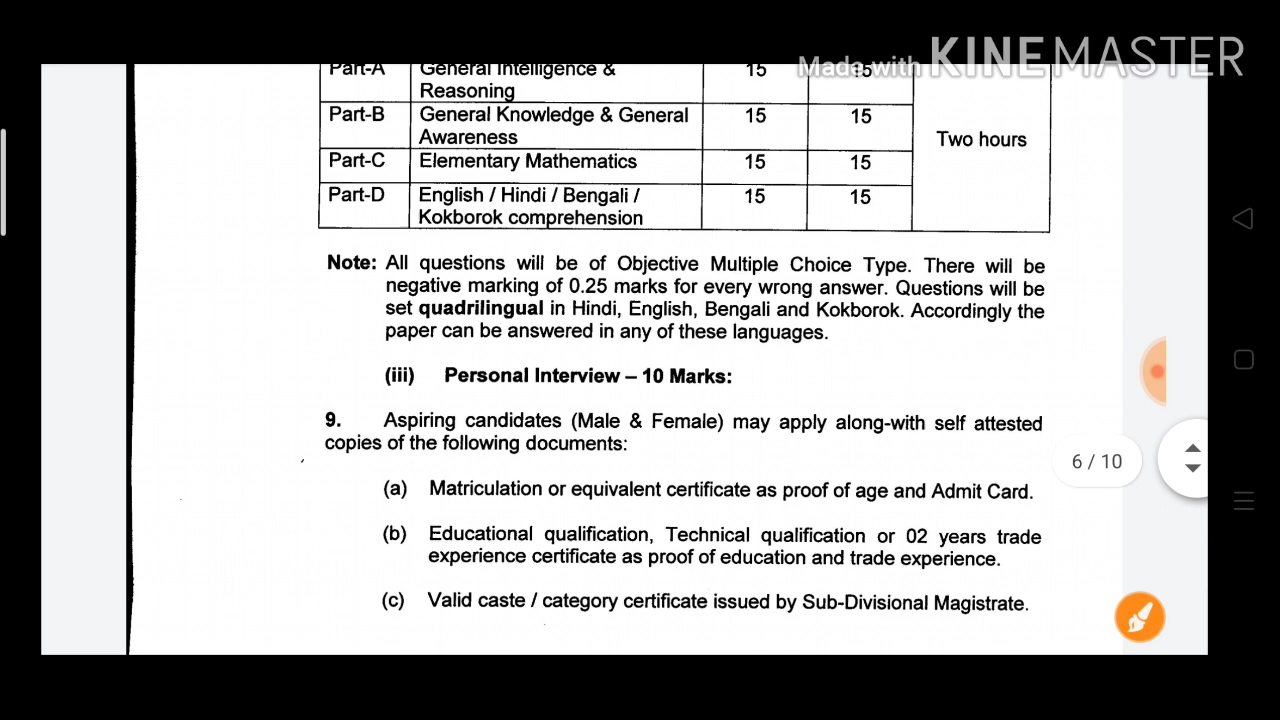 Made with KINEMASTER
Part-A General Intelligence & 15 15
Reasoning
Part-B General Knowledge & General 15 15
Awareness
Two hours
Part-C Elementary Mathematics 15 15
Part-D English / Hindi / Bengali / 15 15
Kokborok comprehension
Note: All questions will be of Objective Multiple Choice Type. There will be
negative marking of 0.25 marks for every wrong answer. Questions will be
set quadrilingual in Hindi, English, Bengali and Kokborok. Accordingly the
paper can be answered in any of these languages.
(iii) Personal Interview – 10 Marks:
9. Aspiring candidates (Male & Female) may apply along-with self attested
copies of the following documents:
6 / 10
(a) Matriculation or equivalent certificate as proof of age and Admit Card.
(b) Educational qualification, Technical qualification or 02 years trade
experience certificate as proof of education and trade experience.
(c) Valid caste / category certificate issued by Sub-Divisional Magistrate.